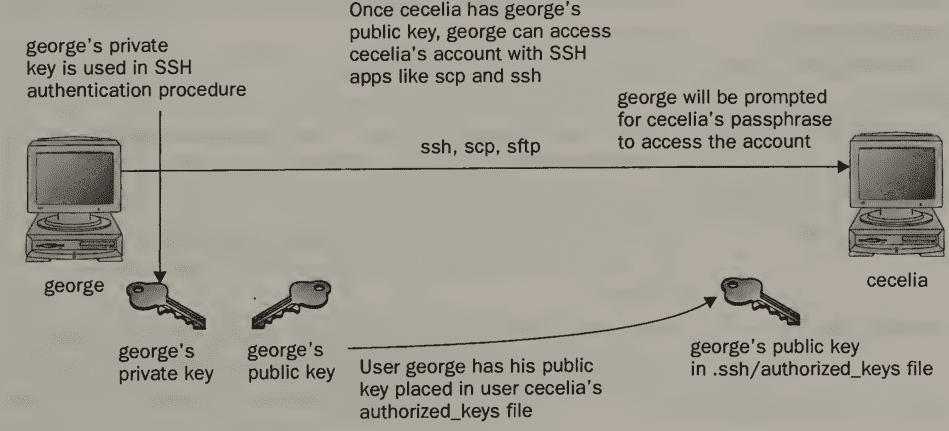 Once cecelia has george's
public key, george can access
cecelia's account with SSH
apps like scp and ssh
george's private
key is used in SSH
authentication procedure
george will be prompted
for cecelia's passphrase
to access the account
ssh, scp, sftp
george
cecelia
george's
private key
george's
public key
User george has his public
key placed in user cecelia's
authorized_keys file
george's public key
in .ssh/authorized_keys file